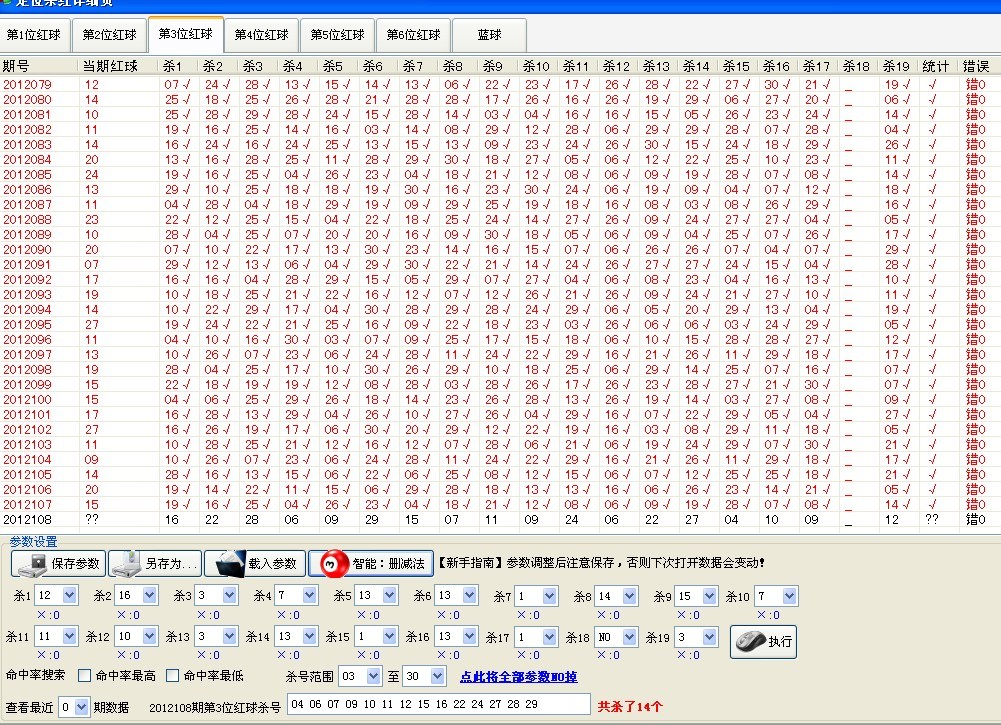 定位杀红详细页
第1位红球 第2位红球 第3位红球 第4位红球 第5位红球 第6位红球 蓝球
期号 当期红球 杀1 杀2 杀3 杀4 杀5 杀6 杀7 杀8 杀9 杀10 杀11 杀12 杀13 杀14 杀15 杀16 杀17 杀18 杀19 统计 错误
2012079 12 07√ 24√ 28√ 13√ 15√ 14√ 13√ 06√ 22√ 23√ 17√ 26√ 28√ 22√ 27√ 30√ 21√ _ 19√ √ 错0
2012080 14 25√ 18√ 25√ 26√ 28√ 21√ 28√ 28√ 17√ 26√ 16√ 26√ 19√ 29√ 06√ 27√ 20√ _ 06√ √ 错0
2012081 10 25√ 28√ 29√ 28√ 24√ 15√ 28√ 14√ 03√ 04√ 16√ 16√ 15√ 05√ 26√ 23√ 24√ _ 14√ √ 错0
2012082 11 19√ 16√ 25√ 14√ 16√ 03√ 14√ 08√ 29√ 12√ 28√ 06√ 29√ 29√ 28√ 07√ 28√ _ 04√ √ 错0
2012083 14 16√ 24√ 16√ 24√ 25√ 13√ 15√ 13√ 09√ 23√ 24√ 26√ 30√ 15√ 24√ 18√ 29√ _ 26√ √ 错0
2012084 20 13√ 16√ 28√ 25√ 11√ 28√ 29√ 30√ 18√ 27√ 05√ 06√ 12√ 22√ 25√ 10√ 23√ _ 11√ √ 错0
2012085 24 19√ 16√ 25√ 04√ 26√ 23√ 04√ 18√ 21√ 12√ 08√ 06√ 09√ 19√ 28√ 07√ 08√ _ 14√ √ 错0
2012086 13 29√ 10√ 25√ 18√ 18√ 19√ 30√ 16√ 23√ 30√ 24√ 06√ 19√ 09√ 04√ 07√ 12√ _ 18√ √ 错0
2012087 11 04√ 28√ 04√ 18√ 29√ 19√ 09√ 29√ 25√ 19√ 18√ 16√ 08√ 03√ 08√ 26√ 29√ _ 16√ √ 错0
2012088 23 22√ 12√ 25√ 15√ 04√ 22√ 18√ 25√ 24√ 14√ 27√ 26√ 09√ 24√ 27√ 27√ 04√ _ 05√ √ 错0
2012089 10 28√ 04√ 25√ 07√ 20√ 20√ 16√ 09√ 30√ 18√ 05√ 06√ 09√ 04√ 25√ 07√ 26√ _ 17√ √ 错0
2012090 20 07√ 10√ 22√ 17√ 13√ 30√ 23√ 14√ 16√ 15√ 07√ 06√ 26√ 26√ 07√ 04√ 07√ _ 29√ √ 错0
2012091 07 29√ 12√ 13√ 06√ 04√ 29√ 30√ 22√ 21√ 14√ 24√ 26√ 27√ 27√ 24√ 15√ 04√ _ 28√ √ 错0
2012092 17 16√ 16√ 04√ 28√ 29√ 15√ 05√ 29√ 07√ 27√ 04√ 06√ 08√ 23√ 04√ 16√ 13√ _ 10√ √ 错0
2012093 19 10√ 18√ 25√ 21√ 22√ 16√ 12√ 07√ 12√ 26√ 21√ 26√ 09√ 24√ 21√ 27√ 10√ _ 11√ √ 错0
2012094 14 10√ 22√ 29√ 17√ 04√ 30√ 28√ 29√ 28√ 24√ 29√ 06√ 05√ 20√ 29√ 13√ 04√ _ 19√ √ 错0
2012095 27 19√ 24√ 22√ 21√ 25√ 16√ 09√ 22√ 18√ 23√ 03√ 26√ 06√ 06√ 03√ 24√ 29√ _ 05√ √ 错0
2012096 11 04√ 10√ 16√ 30√ 03√ 07√ 09√ 25√ 17√ 15√ 18√ 06√ 10√ 15√ 28√ 28√ 27√ _ 12√ √ 错0
2012097 13 10√ 26√ 07√ 23√ 06√ 24√ 28√ 11√ 24√ 22√ 29√ 16√ 21√ 26√ 11√ 29√ 18√ _ 17√ √ 错0
2012098 19 28√ 04√ 25√ 17√ 10√ 30√ 26√ 29√ 10√ 18√ 25√ 06√ 29√ 14√ 25√ 07√ 16√ _ 07√ √ 错0
2012099 15 22√ 18√ 19√ 19√ 12√ 08√ 28√ 03√ 28√ 26√ 17√ 26√ 23√ 28√ 27√ 21√ 30√ _ 07√ √ 错0
2012100 15 04√ 06√ 25√ 29√ 26√ 18√ 14√ 23√ 26√ 28√ 13√ 26√ 19√ 14√ 03√ 27√ 08√ _ 09√ √ 错0
2012101 17 16√ 28√ 13√ 29√ 04√ 26√ 10√ 27√ 26√ 04√ 29√ 16√ 07√ 22√ 29√ 05√ 04√ _ 27√ √ 错0
2012102 27 16√ 26√ 19√ 17√ 06√ 30√ 20√ 29√ 12√ 22√ 19√ 16√ 03√ 08√ 29√ 11√ 18√ _ 05√ √ 错0
2012103 11 10√ 28√ 25√ 21√ 12√ 16√ 12√ 07√ 28√ 06√ 21√ 06√ 19√ 24√ 29√ 07√ 30√ _ 21√ √ 错0
2012104 09 10√ 26√ 07√ 23√ 06√ 24√ 28√ 11√ 24√ 22√ 29√ 16√ 21√ 26√ 11√ 29√ 18√ _ 17√ √ 错0
2012105 14 28√ 16√ 13√ 15√ 06√ 22√ 06√ 25√ 08√ 12√ 15√ 06√ 07√ 12√ 25√ 25√ 18√ _ 21√ √ 错0
2012106 20 19√ 14√ 22√ 11√ 15√ 06√ 29√ 28√ 18√ 13√ 13√ 16√ 06√ 26√ 23√ 14√ 21√ _ 05√ √ 错0
2012107 15 19√ 16√ 25√ 04√ 26√ 23√ 04√ 18√ 21√ 12√ 08√ 06√ 09√ 19√ 28√ 07√ 08√ _ 14√ √ 错0
2012108 ?? 16 22 28 06 09 29 15 07 11 09 24 06 22 27 04 10 09 _ 12 ?? 错0
参数设置
保存参数 另存为... 载入参数 3 智能：删减法 【新手指南】参数调整后注意保存，否则下次打开数据会变动!
杀1 12 杀2 16 杀3 3 杀4 7 杀5 13 杀6 13 杀7 1 杀8 14 杀9 15 杀10 7
×:0 ×:0 ×:0 ×:0 ×:0 ×:0 ×:0 ×:0 ×:0 ×:0
杀11 11 杀12 10 杀13 3 杀14 13 杀15 1 杀16 13 杀17 1 杀18 NO 杀19 3 执行
×:0 ×:0 ×:0 ×:0 ×:0 ×:0 ×:0 ×:0 ×:0
命中率搜索 命中率最高 命中率最低 杀号范围 03 至 30 点此将全部参数NO掉
查看最近 0 期数据 2012108期第3位红球杀号 04 06 07 09 10 11 12 15 16 22 24 27 28 29 共杀了14个